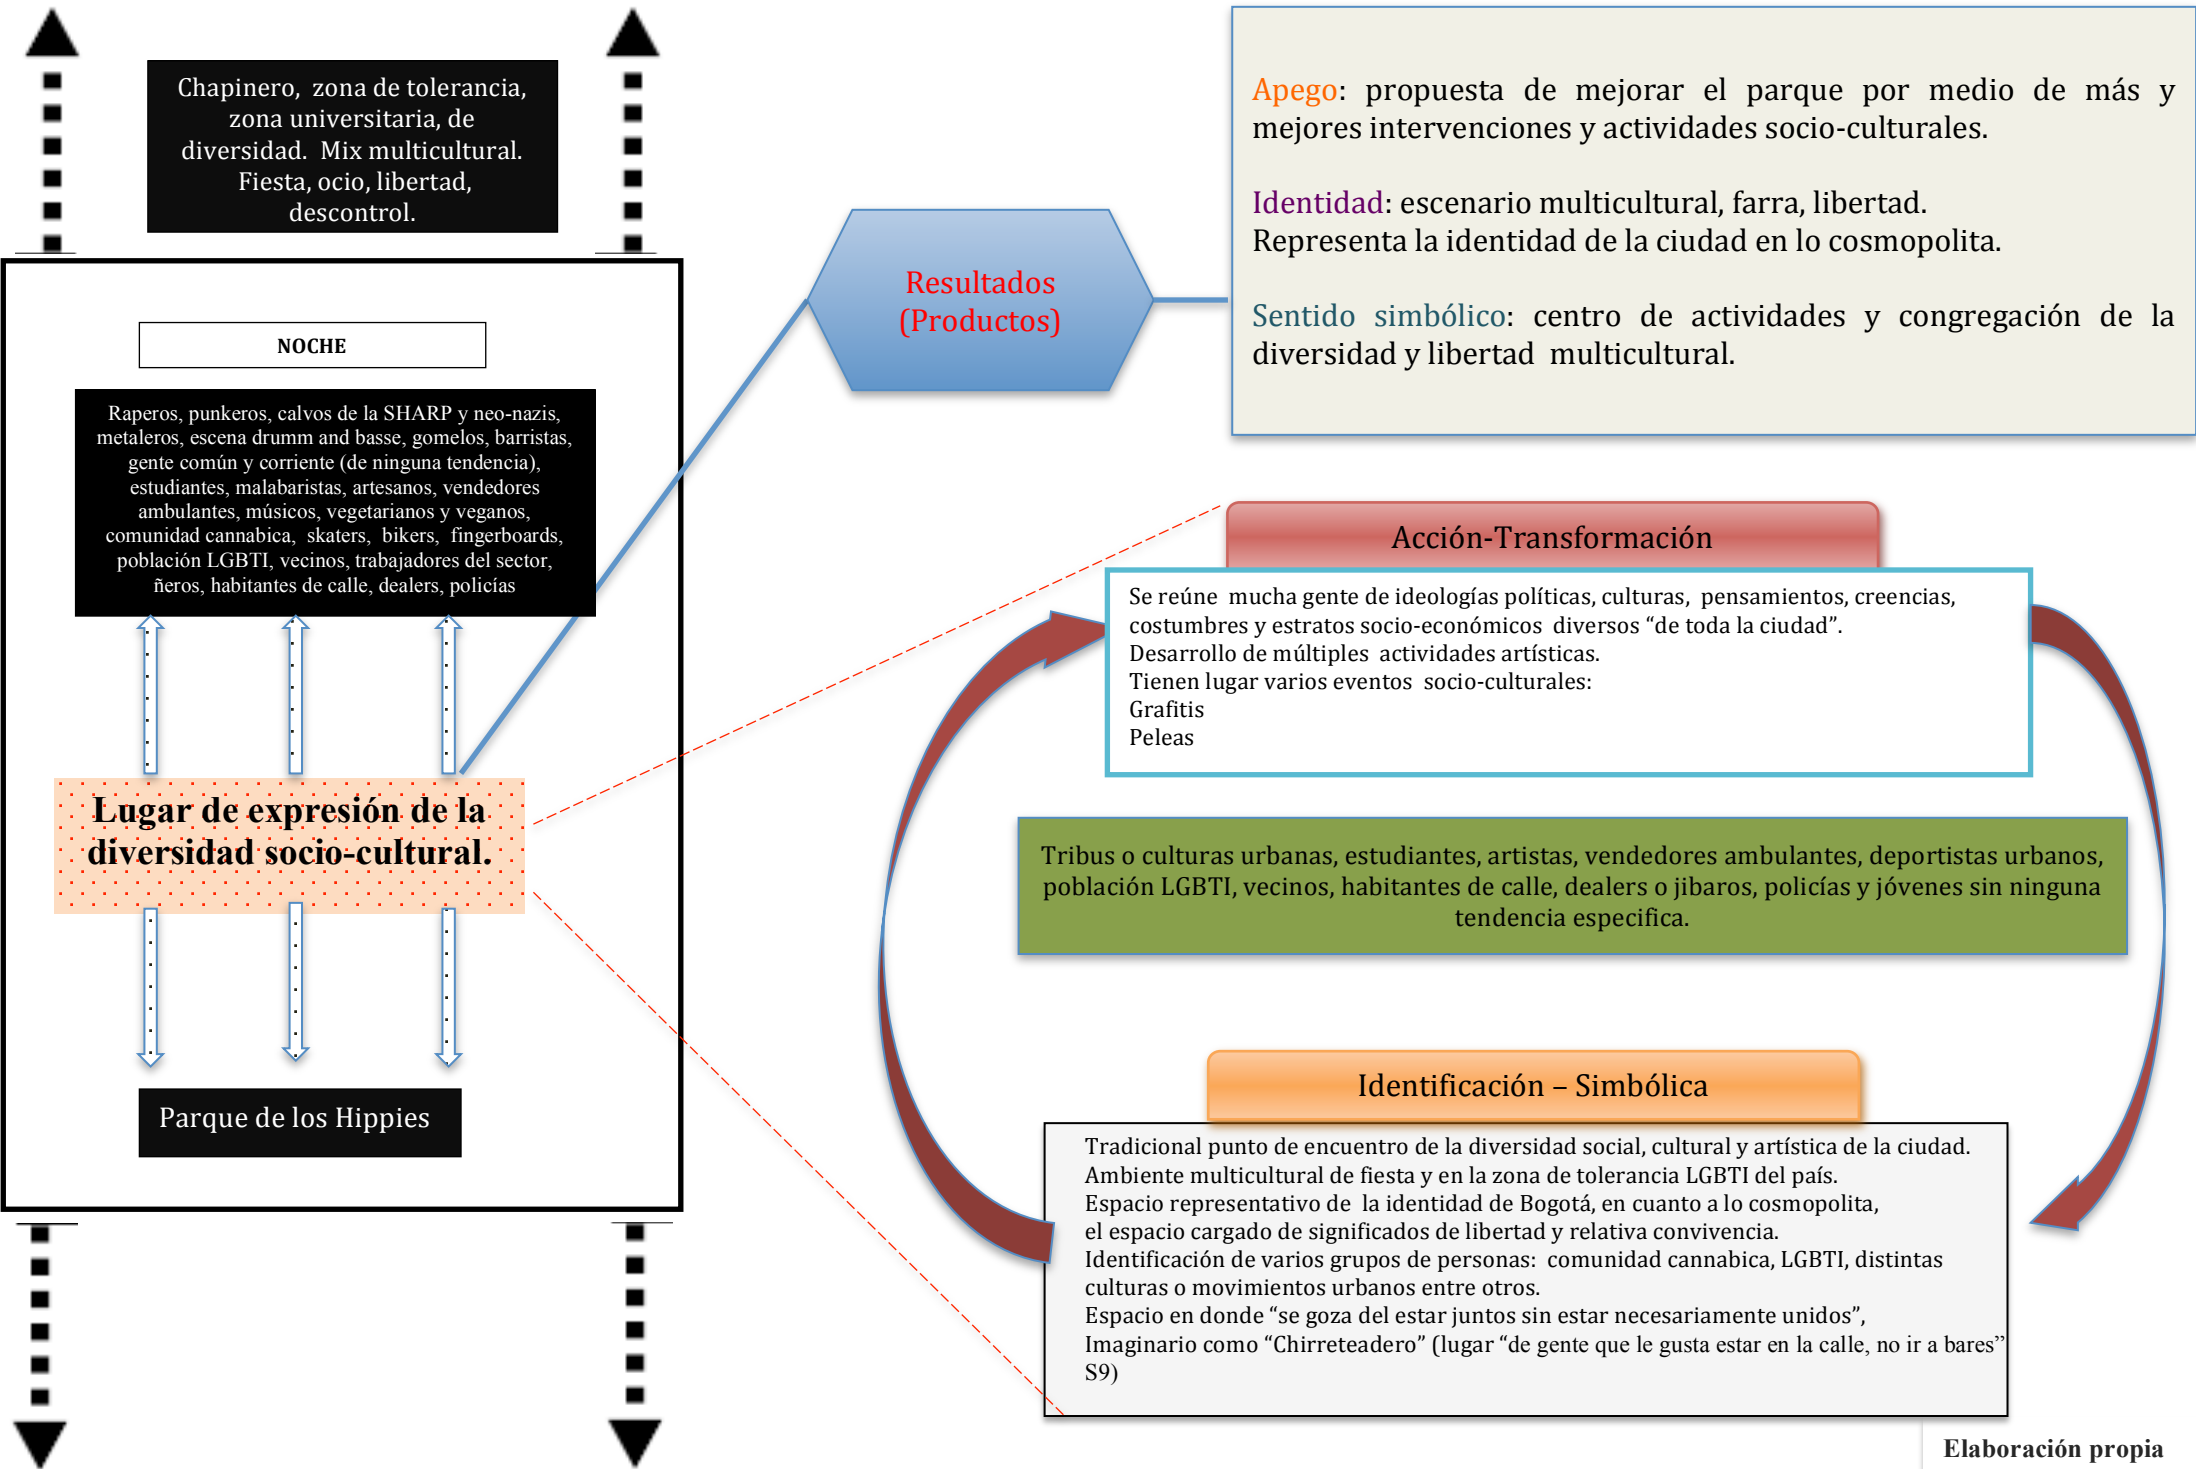 Chapinero, zona de tolerancia,
zona universitaria, de
diversidad. Mix multicultural.
Fiesta, ocio, libertad,
descontrol.
NOCHE
Raperos, punkeros, calvos de la SHARP y neo-nazis,
metaleros, escena drumm and basse, gomelos, barristas,
gente común y corriente (de ninguna tendencia),
estudiantes, malabaristas, artesanos, vendedores
ambulantes, músicos, vegetarianos y veganos,
comunidad cannabica, skaters, bikers, fingerboards,
población LGBTI, vecinos, trabajadores del sector,
ñeros, habitantes de calle, dealers, policías
Lugar de expresión de la
diversidad socio-cultural.
Parque de los Hippies
Resultados
(Productos)
Apego: propuesta de mejorar el parque por medio de más y
mejores intervenciones y actividades socio-culturales.
Identidad: escenario multicultural, farra, libertad.
Representa la identidad de la ciudad en lo cosmopolita.
Sentido simbólico: centro de actividades y congregación de la
diversidad y libertad multicultural.
Acción-Transformación
Se reúne mucha gente de ideologías políticas, culturas, pensamientos, creencias,
costumbres y estratos socio-económicos diversos “de toda la ciudad”.
Desarrollo de múltiples actividades artísticas.
Tienen lugar varios eventos socio-culturales:
Grafitis
Peleas
Tribus o culturas urbanas, estudiantes, artistas, vendedores ambulantes, deportistas urbanos,
población LGBTI, vecinos, habitantes de calle, dealers o jibaros, policías y jóvenes sin ninguna
tendencia especifica.
Identificación – Simbólica
Tradicional punto de encuentro de la diversidad social, cultural y artística de la ciudad.
Ambiente multicultural de fiesta y en la zona de tolerancia LGBTI del país.
Espacio representativo de la identidad de Bogotá, en cuanto a lo cosmopolita,
el espacio cargado de significados de libertad y relativa convivencia.
Identificación de varios grupos de personas: comunidad cannabica, LGBTI, distintas
culturas o movimientos urbanos entre otros.
Espacio en donde “se goza del estar juntos sin estar necesariamente unidos”,
Imaginario como “Chirreteadero” (lugar “de gente que le gusta estar en la calle, no ir a bares”
S9)
Elaboración propia